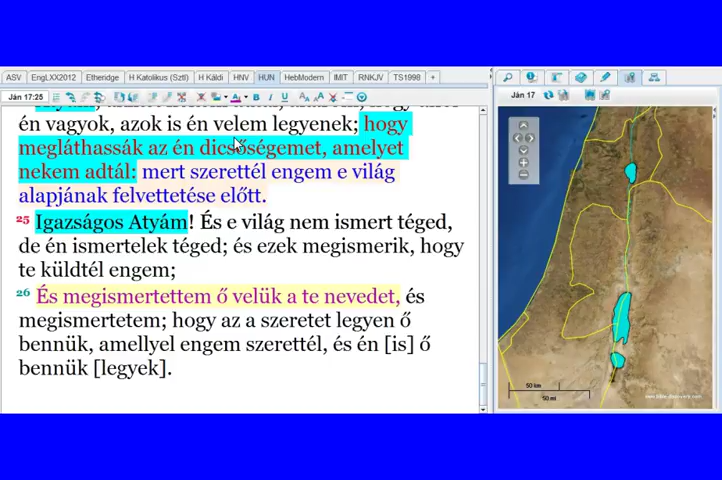 ASV EngLXX2012 Etheridge H Katolikus (Sztl) H Káldi HNV HUN HebModern IMIT RNKJV TS1998 +
Ján 17:25
Ján 17
én vagyok, azok is én velem legyenek; hogy
megláthassák az én dicsőségemet, amelyet
nekem adtál: mert szerettél engem e világ
alapjának felvettetése előtt.
25 Igazságos Atyám! És e világ nem ismert téged,
de én ismertelek téged; és ezek megismerik, hogy
te küldtél engem;
26 És megismertettem ő velük a te nevedet, és
megismertetem; hogy az a szeretet legyen ő
bennük, amellyel engem szerettél, és én [is] ő
bennük [legyek].
50 km
50 mi